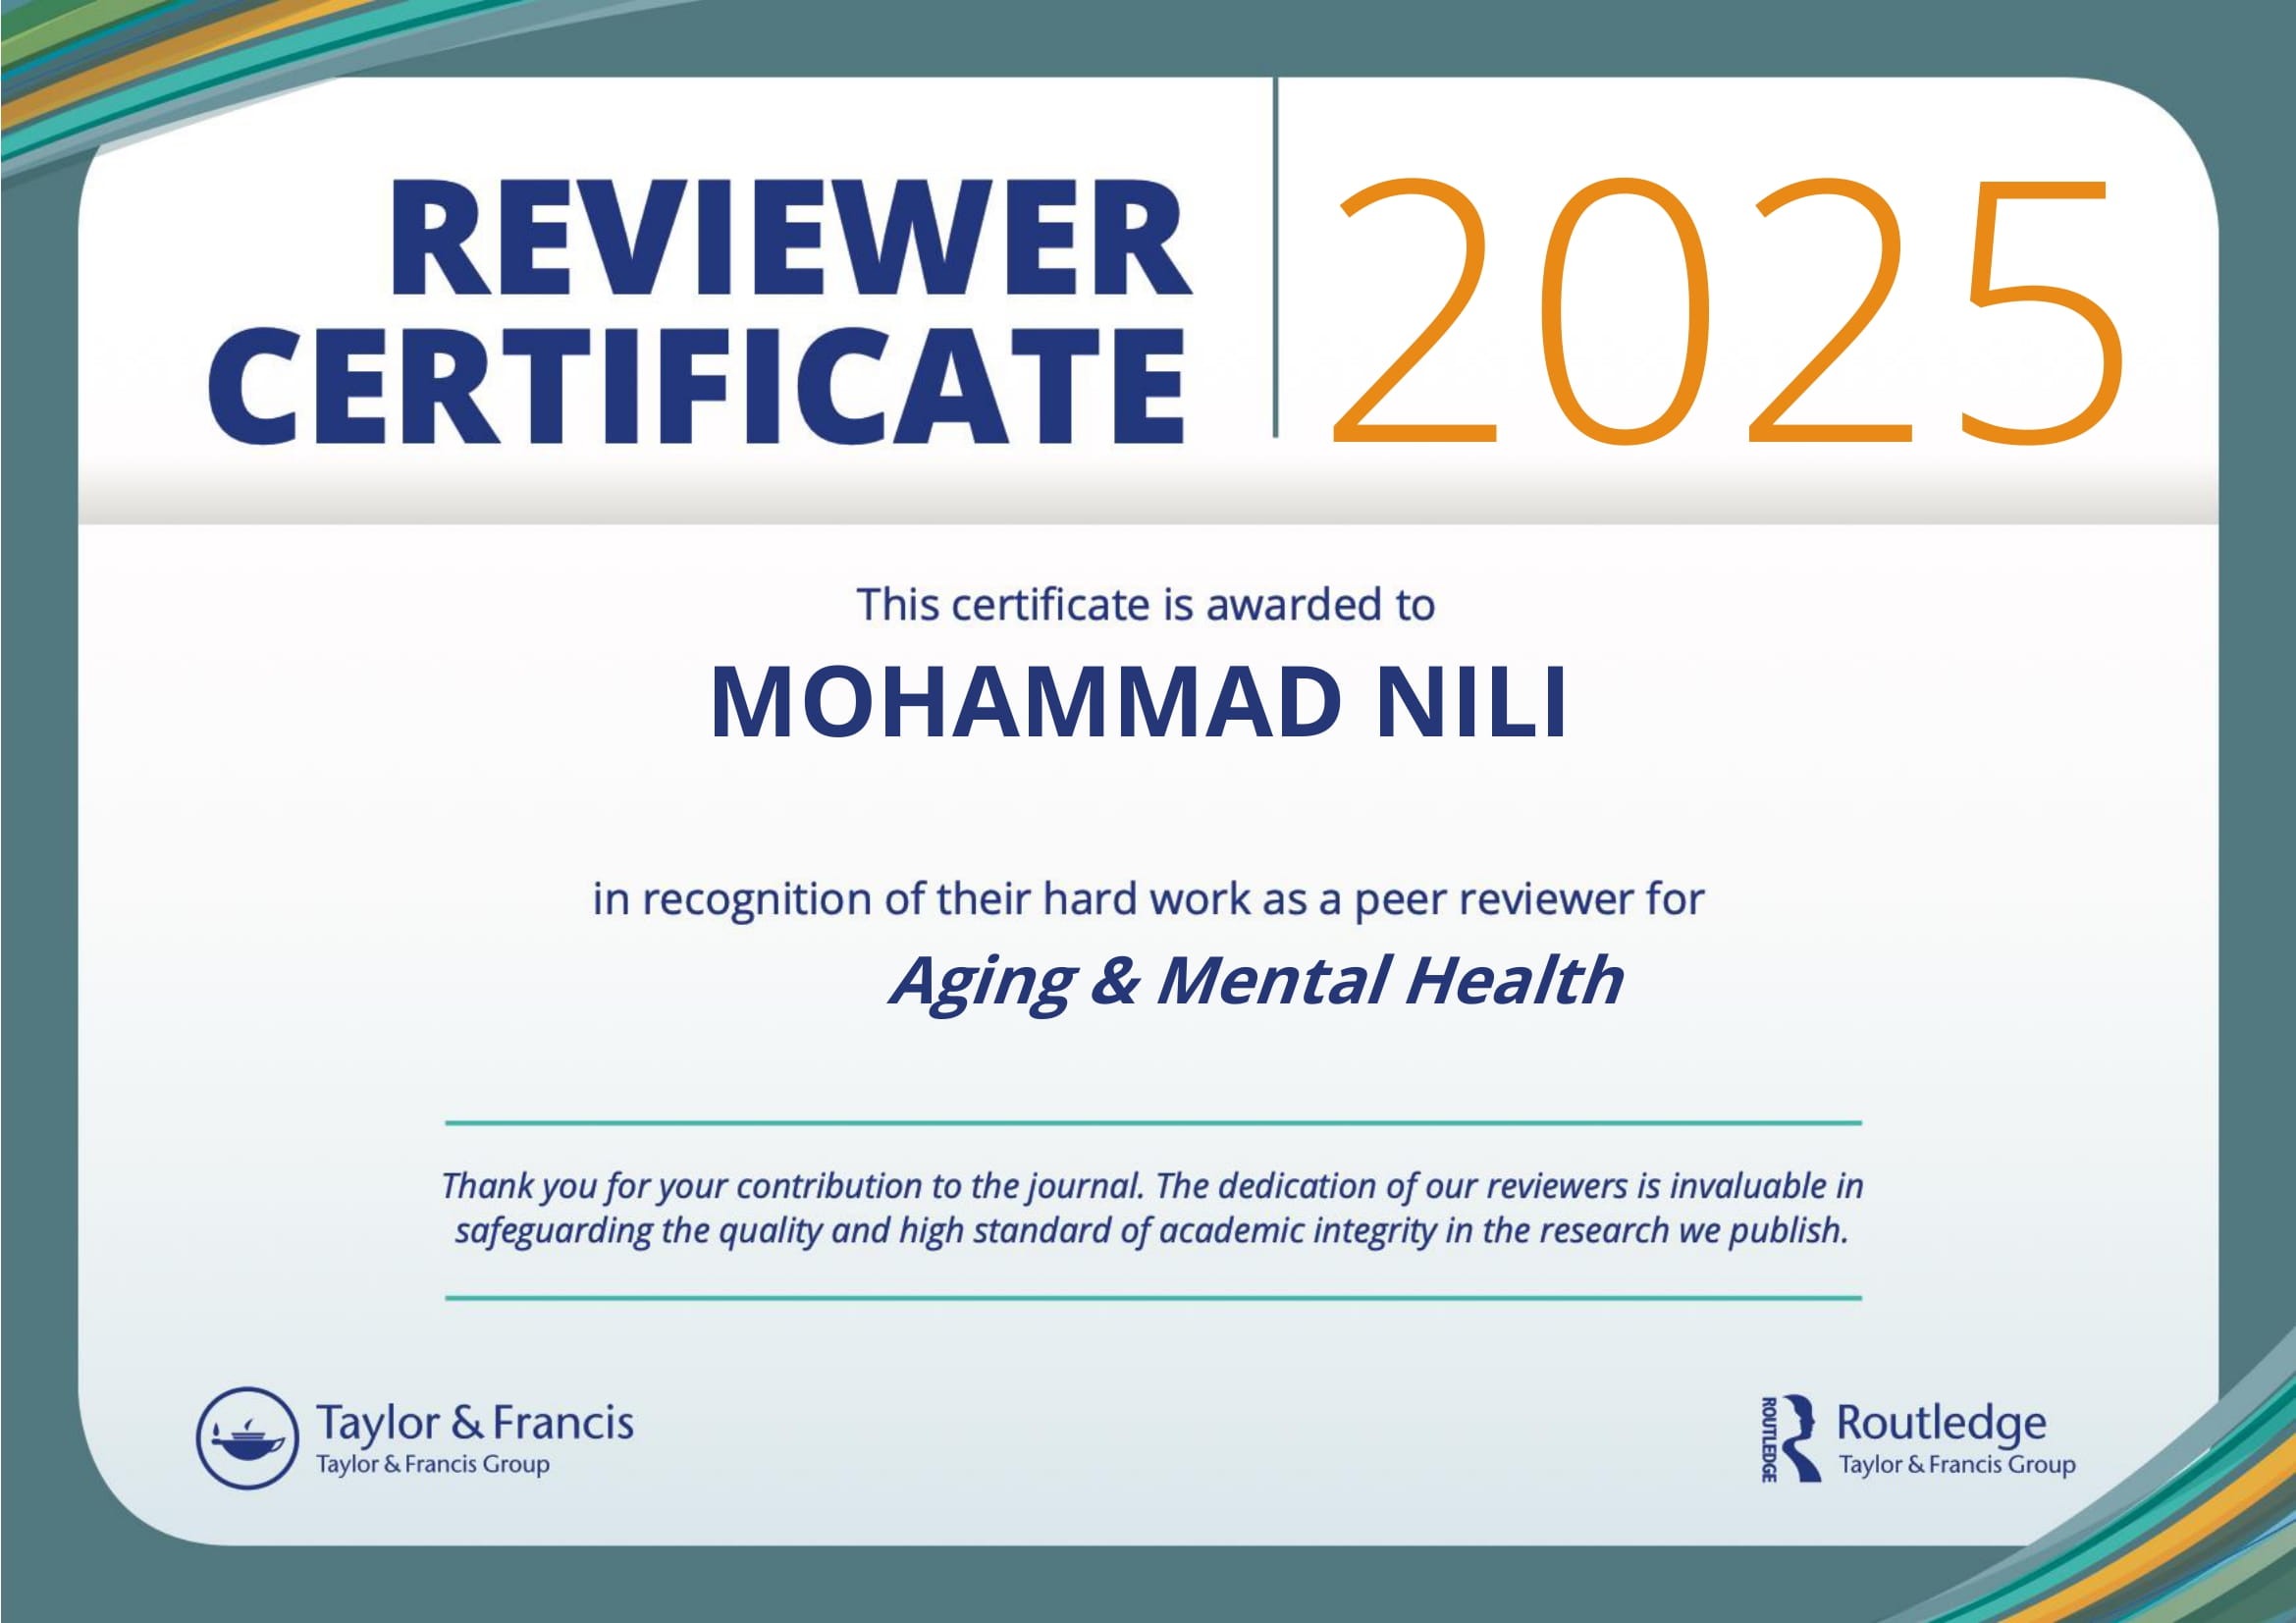 REVIEWER
CERTIFICATE
2025
This certificate is awarded to
MOHAMMAD NILI
in recognition of their hard work as a peer reviewer for
Aging & Mental Health
Thank you for your contribution to the journal. The dedication of our reviewers is invaluable in
safeguarding the quality and high standard of academic integrity in the research we publish.
Taylor & Francis
Taylor & Francis Group
ROUTLEDGE
Routledge
Taylor & Francis Group